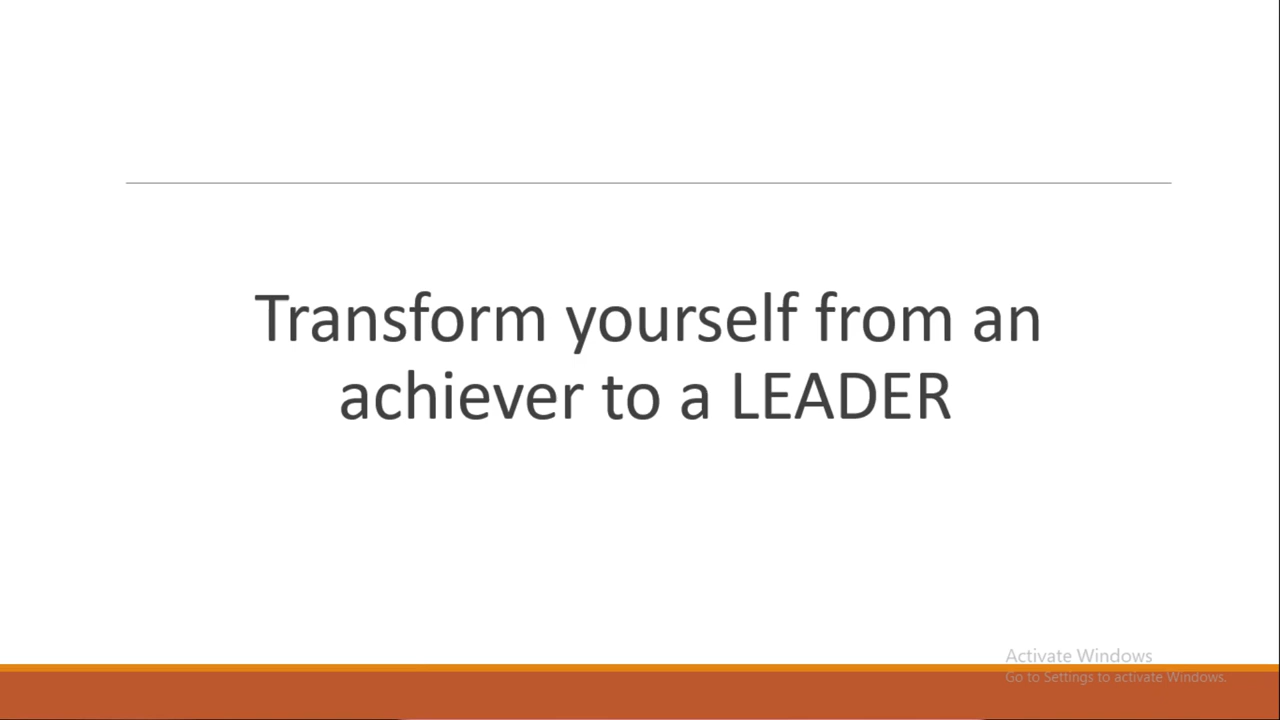 Transform yourself from an
achiever to a LEADER
Activate Windows
Go to Settings to activate Windows.